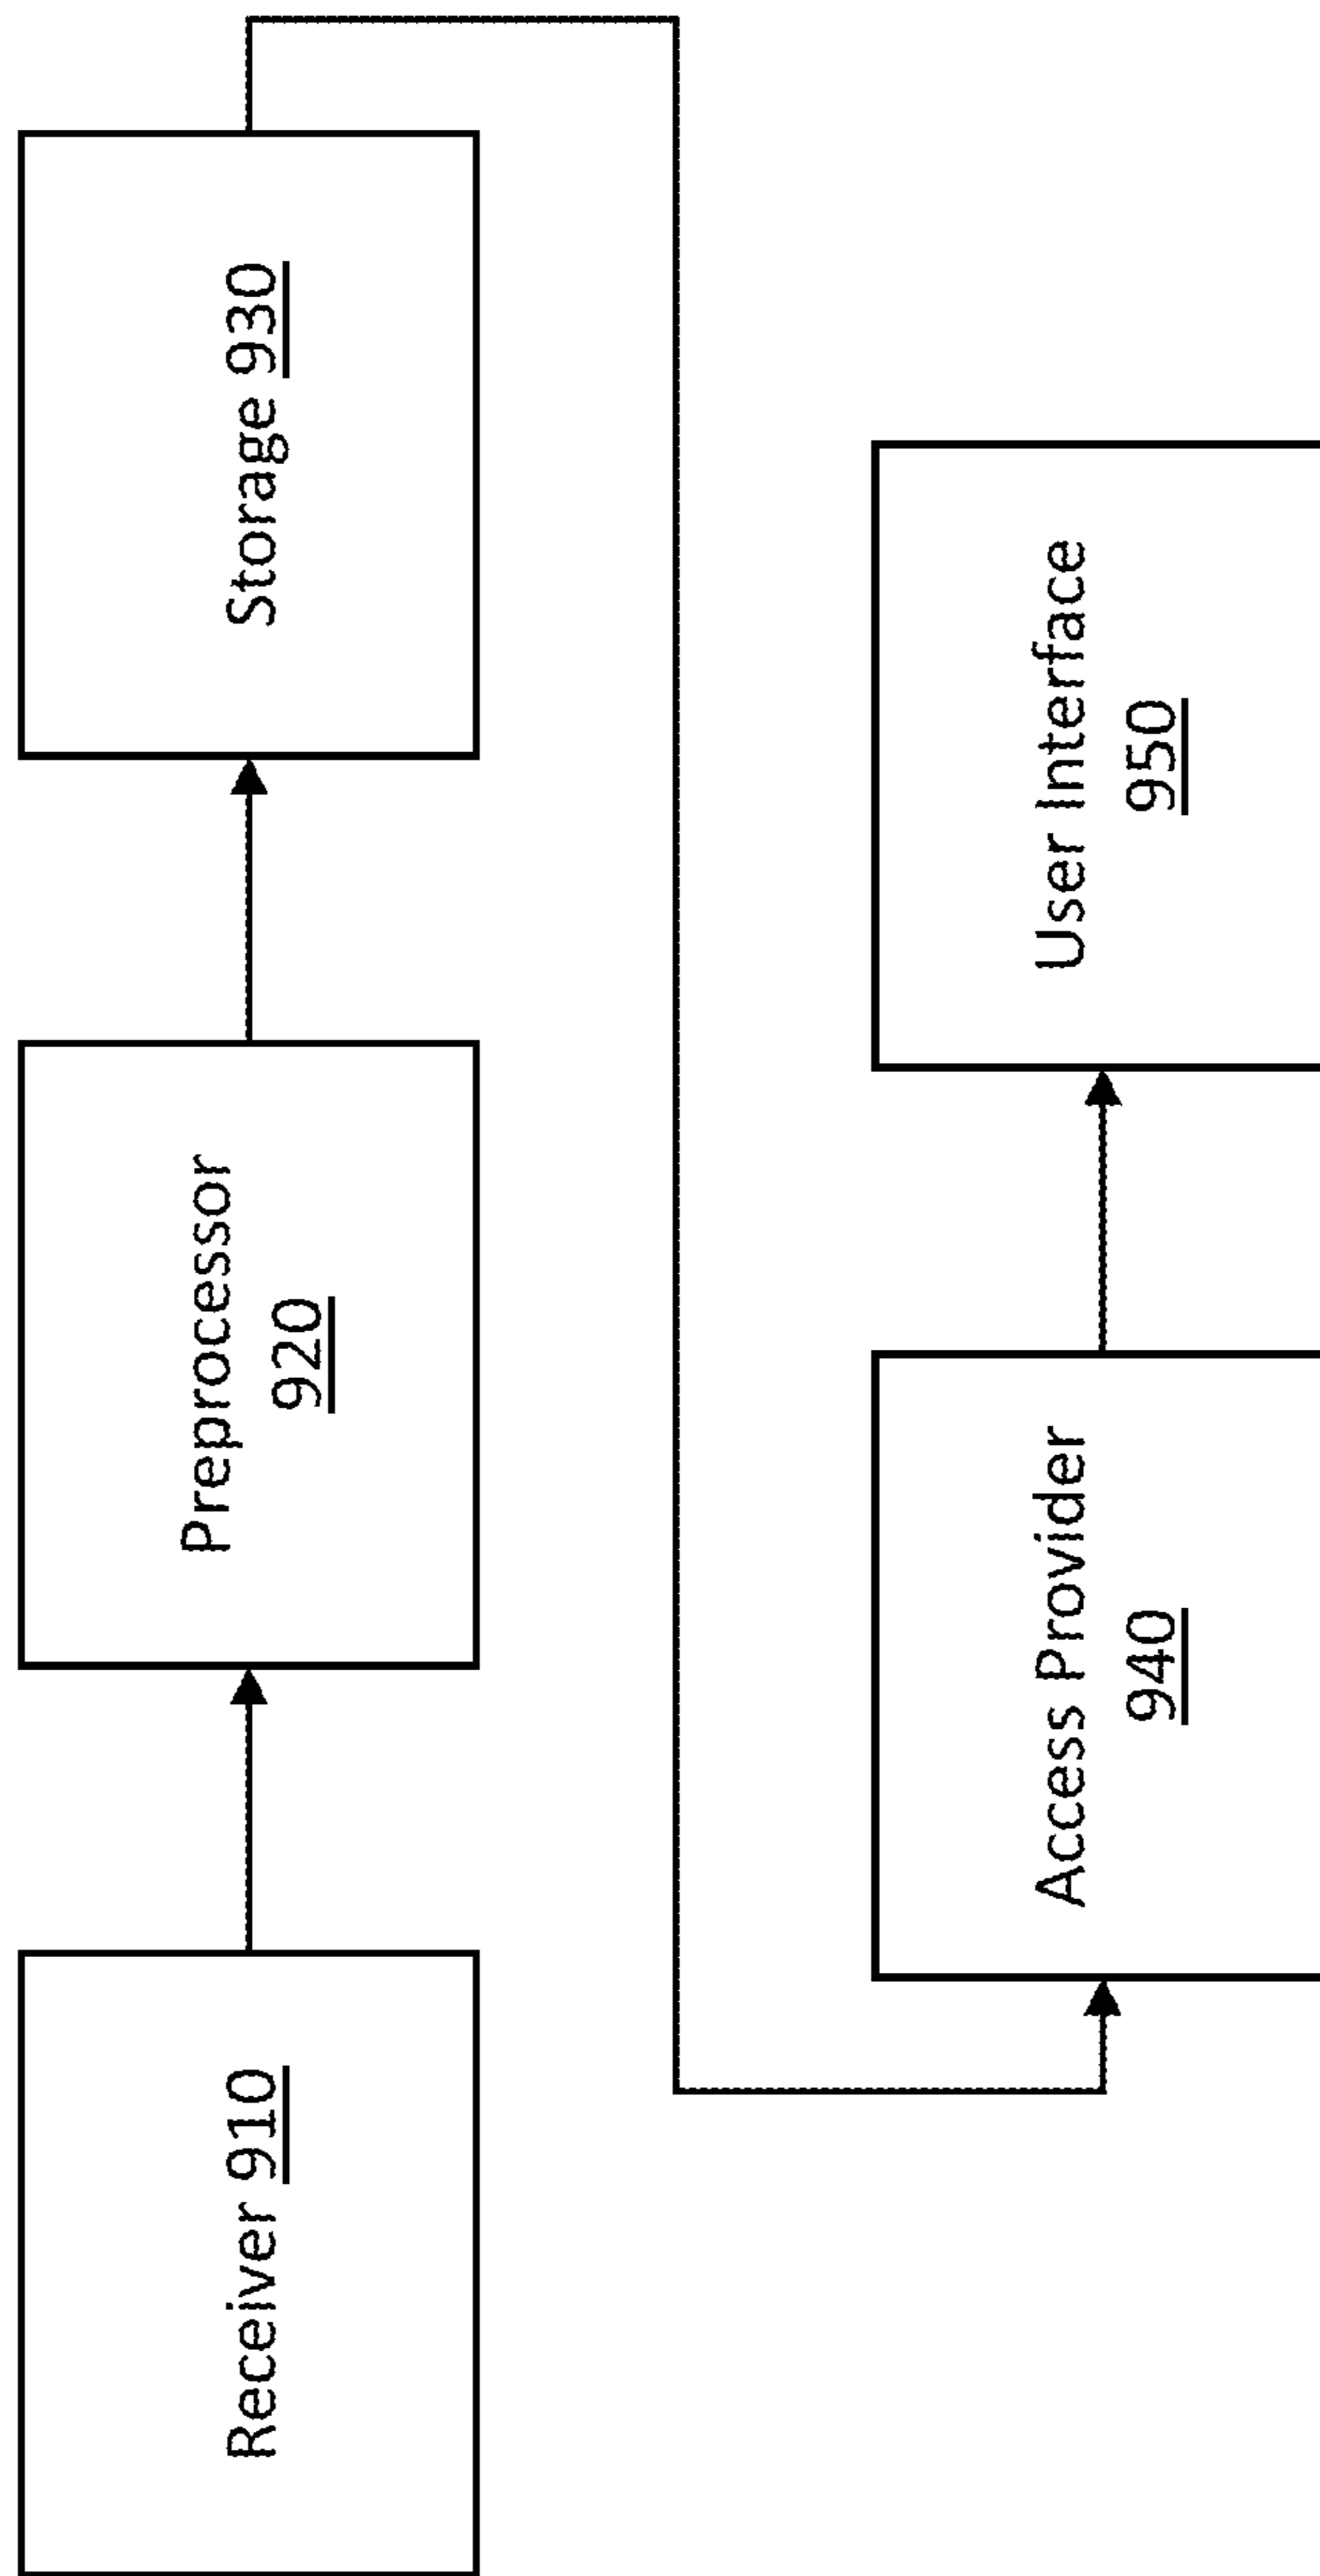 Receiver 910
Preprocessor
920
Storage 930
Access Provider
940
User Interface
950